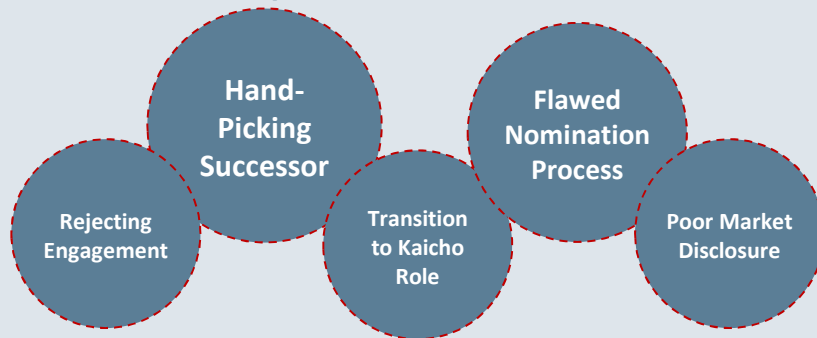 Rejecting
Engagement
Hand-
Picking
Successor
Transition
to Kaicho
Role
Flawed
Nomination
Process
Poor Market
Disclosure